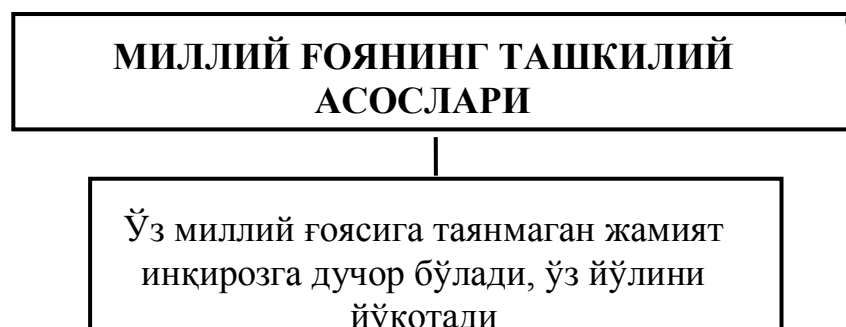 МИЛЛИЙ ҒОЯНИНГ ТАШКИЛИЙ
АСОСЛАРИ
Ўз миллий ғоясига таянмаган жамият
инқирозга дучор бўлади, ўз йўлини
йўқотади